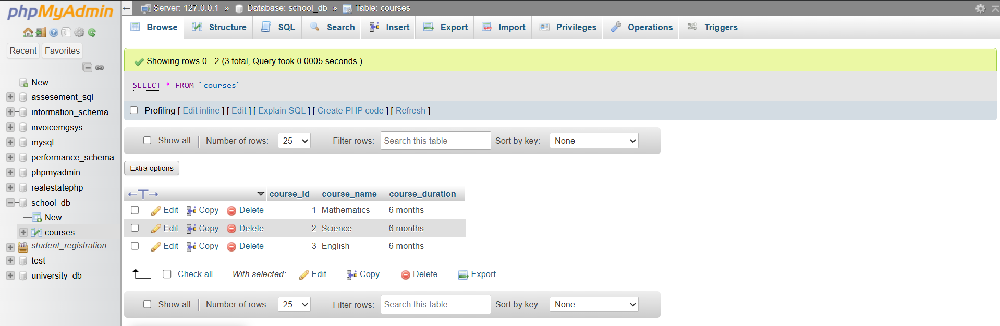 phpMyAdmin
Recent Favorites
New
assesement_sql
information_schema
invoicemgsys
mysql
performance_schema
phpmyadmin
realestatephp
school_db
New
courses
student_registration
test
university_db
Server: 127.0.0.1 » Database: school_db » Table: courses
Browse Structure SQL Search Insert Export Import Privileges Operations Triggers
Showing rows 0 - 2 (3 total, Query took 0.0005 seconds.)
SELECT * FROM `courses`
Profiling [ Edit inline ] [ Edit ] [ Explain SQL ] [ Create PHP code ] [ Refresh ]
Show all Number of rows: 25 Filter rows: Search this table Sort by key: None
Extra options
course_id course_name course_duration
Edit Copy Delete 1 Mathematics 6 months
Edit Copy Delete 2 Science 6 months
Edit Copy Delete 3 English 6 months
Check all With selected: Edit Copy Delete Export
Show all Number of rows: 25 Filter rows: Search this table Sort by key: None